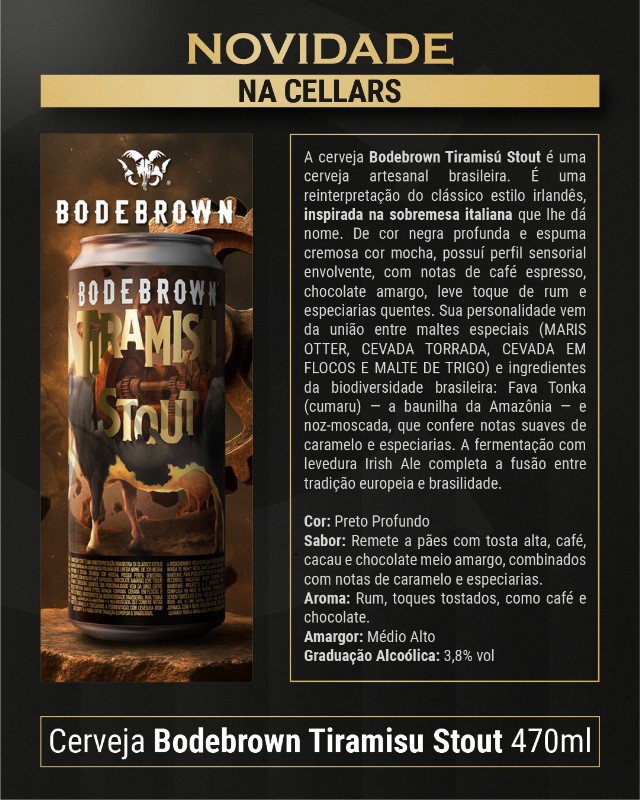 NOVIDADE
NA CELLARS
BODEBROWN
BODEBROWN
TIRAMISU
STOUT
A cerveja Bodebrown Tiramisú Stout é uma
cerveja artesanal brasileira. É uma
reinterpretação do clássico estilo irlandês,
inspirada na sobremesa italiana que lhe dá
nome. De cor negra profunda e espuma
cremosa cor mocha, possuí perfil sensorial
envolvente, com notas de café espresso,
chocolate amargo, leve toque de rum e
especiarias quentes. Sua personalidade vem
da união entre maltes especiais (MARIS
OTTER, CEVADA TORRADA, CEVADA EM
FLOCOS E MALTE DE TRIGO) e ingredientes
da biodiversidade brasileira: Fava Tonka
(cumaru) — a baunilha da Amazônia — e
noz-moscada, que confere notas suaves de
caramelo e especiarias. A fermentação com
levedura Irish Ale completa a fusão entre
tradição europeia e brasilidade.
Cor: Preto Profundo
Sabor: Remete a pães com tosta alta, café,
cacau e chocolate meio amargo, combinados
com notas de caramelo e especiarias.
Aroma: Rum, toques tostados, como café e
chocolate.
Amargor: Médio Alto
Graduação Alcoólica: 3,8% vol
Cerveja Bodebrown Tiramisu Stout 470ml